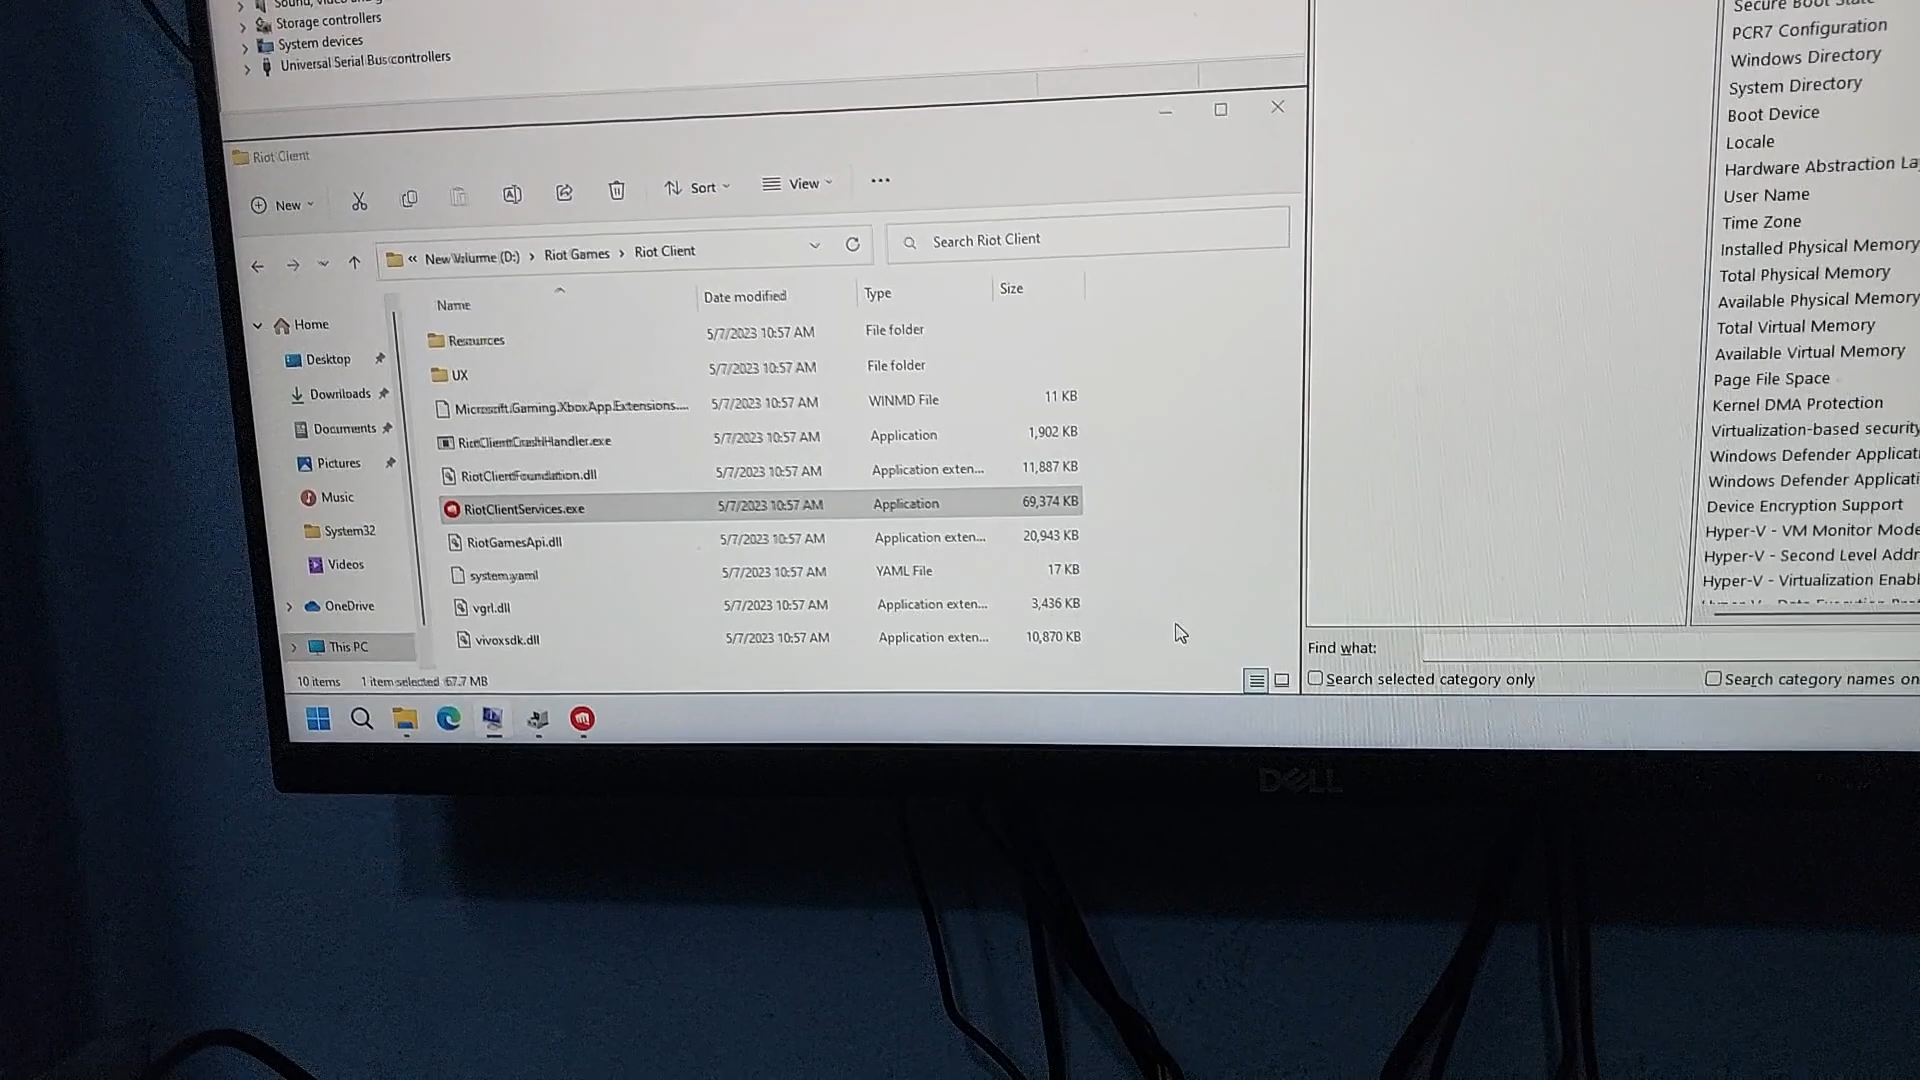 Storage controllers
System devices
Universal Serial Bus controllers
Riot Client
New
Sort
View
New Volume (D:) > Riot Games > Riot Client
Search Riot Client
Name
Date modified
Type
Size
Home
Desktop
Downloads
Documents
Pictures
Music
System32
Videos
OneDrive
This PC
Resources 5/7/2023 10:57 AM File folder
UX 5/7/2023 10:57 AM File folder
Microsoft.Gaming.XboxApp.Extensions.... 5/7/2023 10:57 AM WINMD File 11 KB
RiotClientCrashHandler.exe 5/7/2023 10:57 AM Application 1,902 KB
RiotClientFoundation.dll 5/7/2023 10:57 AM Application exten... 11,887 KB
RiotClientServices.exe 5/7/2023 10:57 AM Application 69,374 KB
RiotGamesApi.dll 5/7/2023 10:57 AM Application exten... 20,943 KB
system.yaml 5/7/2023 10:57 AM YAML File 17 KB
vgrl.dll 5/7/2023 10:57 AM Application exten... 3,436 KB
vivoxsdk.dll 5/7/2023 10:57 AM Application exten... 10,870 KB
10 items 1 item selected 67.7 MB
Secure Boot State
PCR7 Configuration
Windows Directory
System Directory
Boot Device
Locale
Hardware Abstraction La
User Name
Time Zone
Installed Physical Memory
Total Physical Memory
Available Physical Memory
Total Virtual Memory
Available Virtual Memory
Page File Space
Kernel DMA Protection
Virtualization-based security
Windows Defender Applicati
Windows Defender Applicati
Device Encryption Support
Hyper-V - VM Monitor Mode
Hyper-V - Second Level Addr
Hyper-V - Virtualization Enabl
Find what:
Search selected category only
Search category names on
DELL